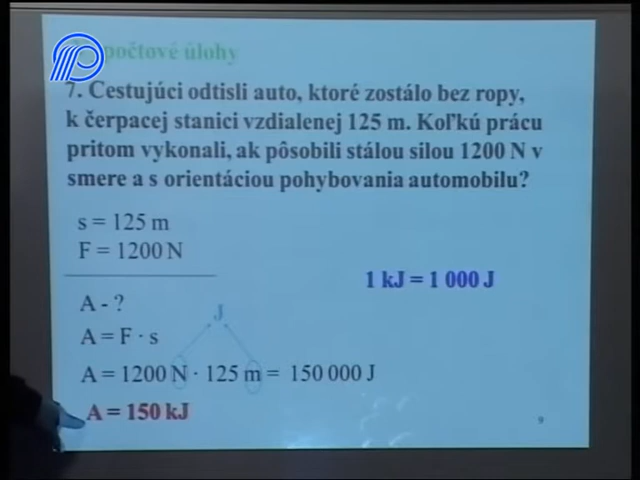 počtové úlohy
7. Cestujúci odtisli auto, ktoré zostálo bez ropy,
k čerpacej stanici vzdialenej 125 m. Koľkú prácu
pritom vykonali, ak pôsobili stálou silou 1200 N v
smere a s orientáciou pohybovania automobilu?
s = 125 m
F = 1200 N
1 kJ = 1 000 J
A - ?
J
A = F · s
A = 1200 N · 125 m = 150 000 J
A = 150 kJ
9